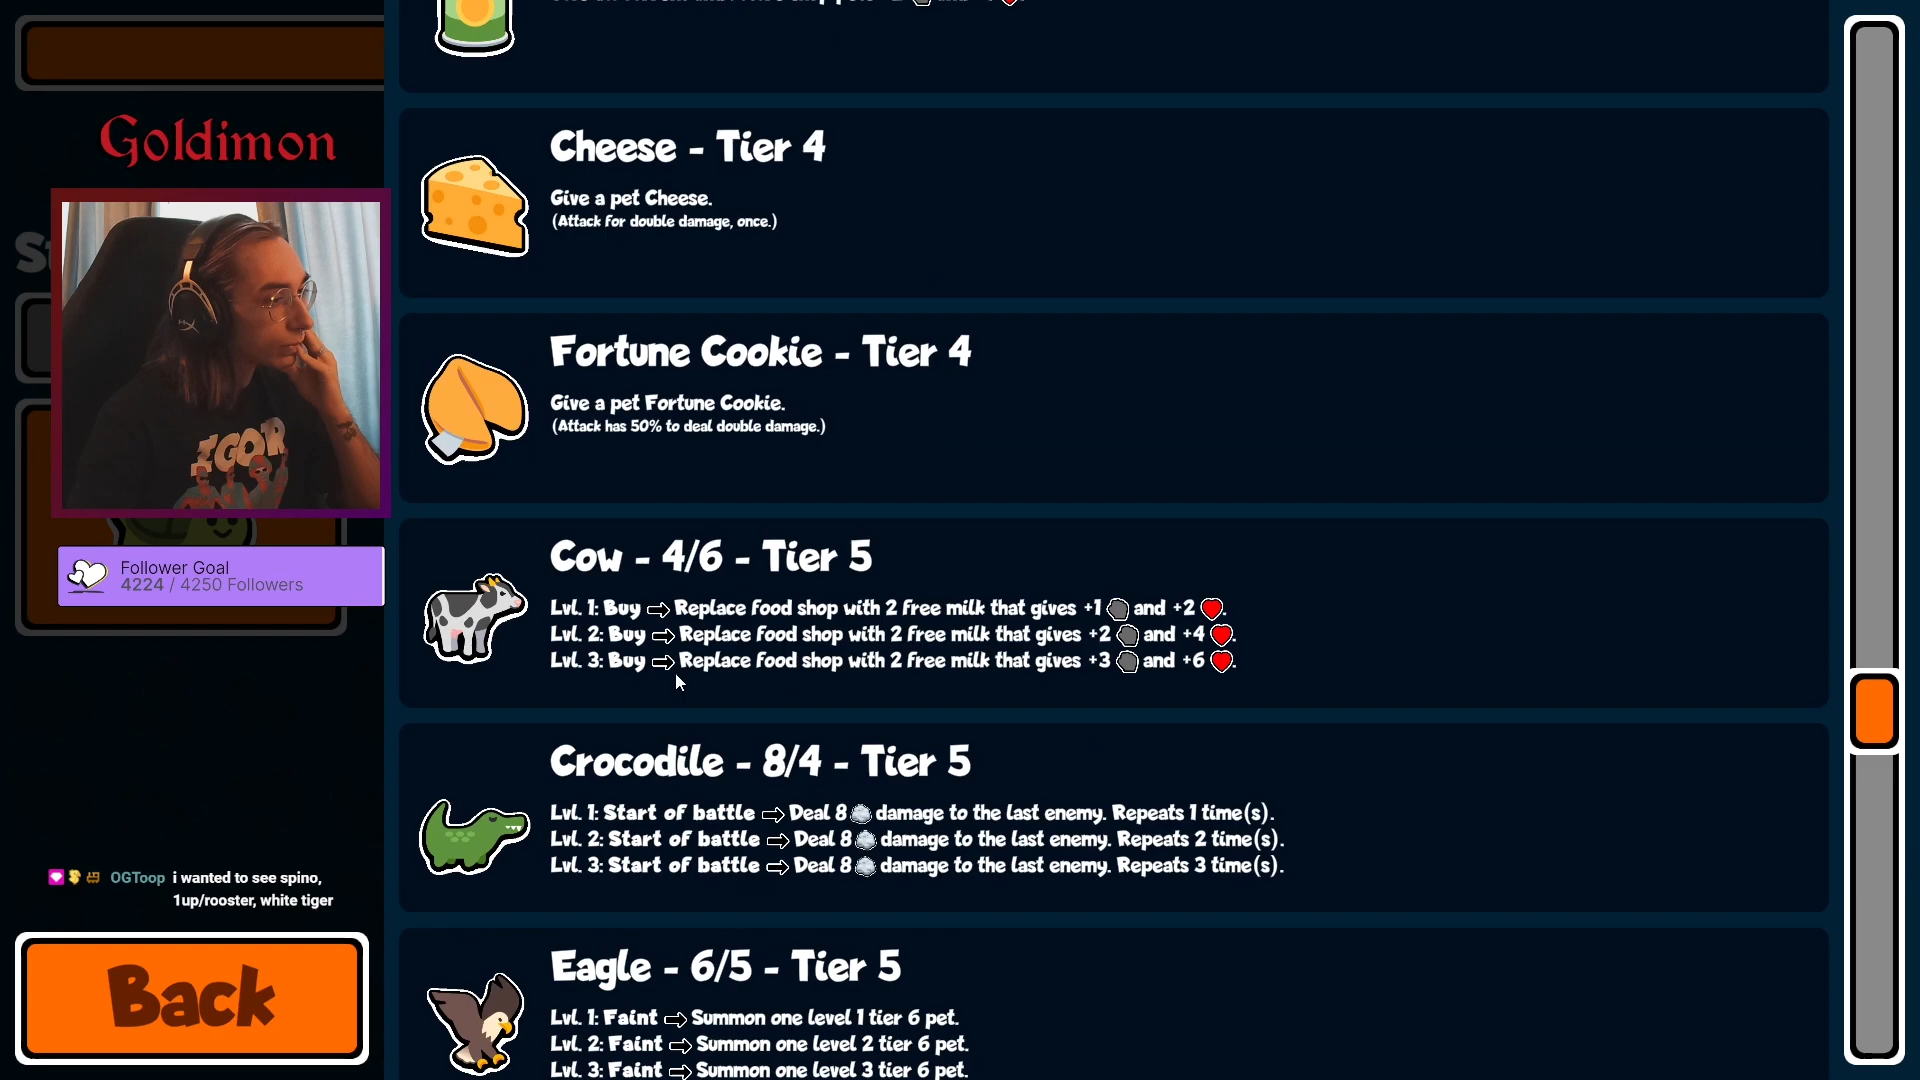 Goldimon
St
IGOR
Follower Goal
4224 / 4250 Followers
OGToop i wanted to see spino,
1up/rooster, white tiger
Back
Cheese - Tier 4
Give a pet Cheese.
(Attack for double damage, once.)
Fortune Cookie - Tier 4
Give a pet Fortune Cookie.
(Attack has 50% to deal double damage.)
Cow - 4/6 - Tier 5
Lvl. 1: Buy ⇨ Replace food shop with 2 free milk that gives +1 and +2 .
Lvl. 2: Buy ⇨ Replace food shop with 2 free milk that gives +2 and +4 .
Lvl. 3: Buy ⇨ Replace food shop with 2 free milk that gives +3 and +6 .
Crocodile - 8/4 - Tier 5
Lvl. 1: Start of battle ⇨ Deal 8 damage to the last enemy. Repeats 1 time(s).
Lvl. 2: Start of battle ⇨ Deal 8 damage to the last enemy. Repeats 2 time(s).
Lvl. 3: Start of battle ⇨ Deal 8 damage to the last enemy. Repeats 3 time(s).
Eagle - 6/5 - Tier 5
Lvl. 1: Faint ⇨ Summon one level 1 tier 6 pet.
Lvl. 2: Faint ⇨ Summon one level 2 tier 6 pet.
Lvl. 3: Faint ⇨ Summon one level 3 tier 6 pet.